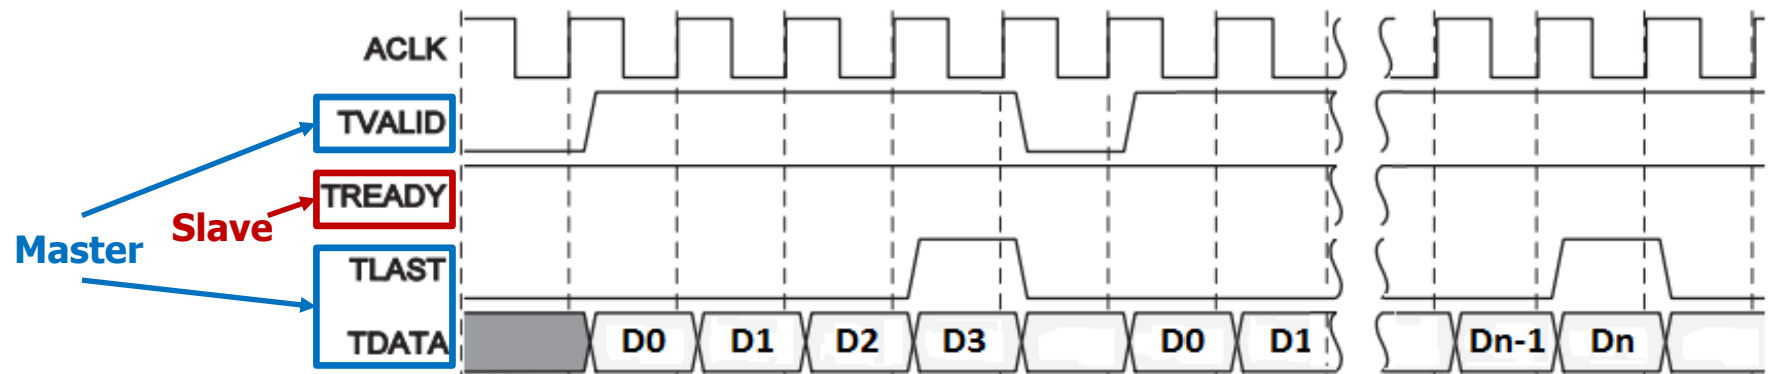 ACLK
TVALID
TREADY
Slave
Master
TLAST
TDATA D0 D1 D2 D3 D0 D1 Dn-1 Dn